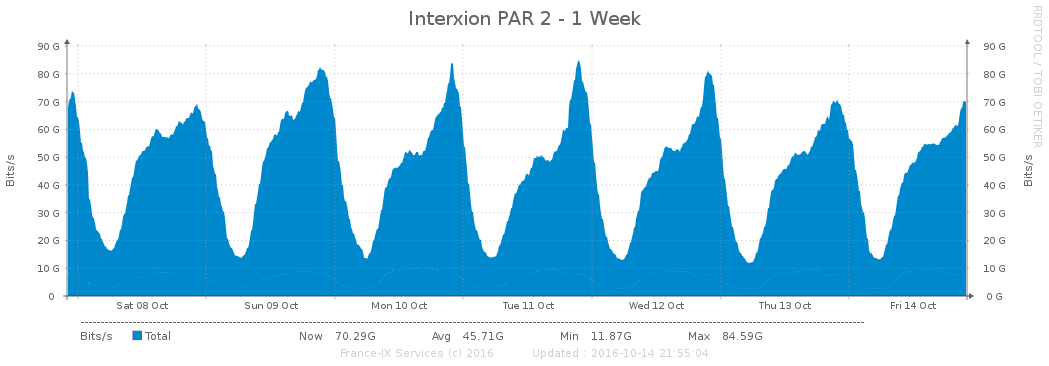 Interxion PAR 2 - 1 Week
RRDTOOL / TOBI OETIKER
90 G 90 G
80 G 80 G
70 G 70 G
60 G 60 G
50 G 50 G
40 G 40 G
30 G 30 G
20 G 20 G
10 G 10 G
0 0 G
Bits/s
Bits/s
Sat 08 Oct Sun 09 Oct Mon 10 Oct Tue 11 Oct Wed 12 Oct Thu 13 Oct Fri 14 Oct
Bits/s Total Now 70.29G Avg 45.71G Min 11.87G Max 84.59G
France-IX Services (c) 2016 Updated : 2016-10-14 21:55:04